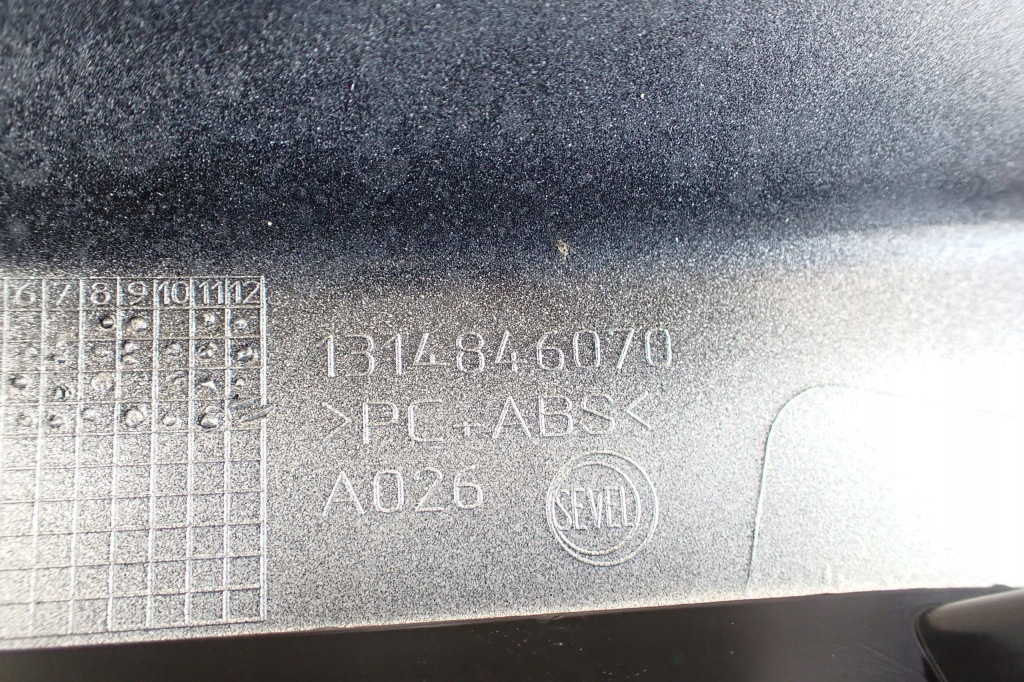 6 7 8 9 10 11 12
1314846070
>PC+ABS<
A026
SEVEL